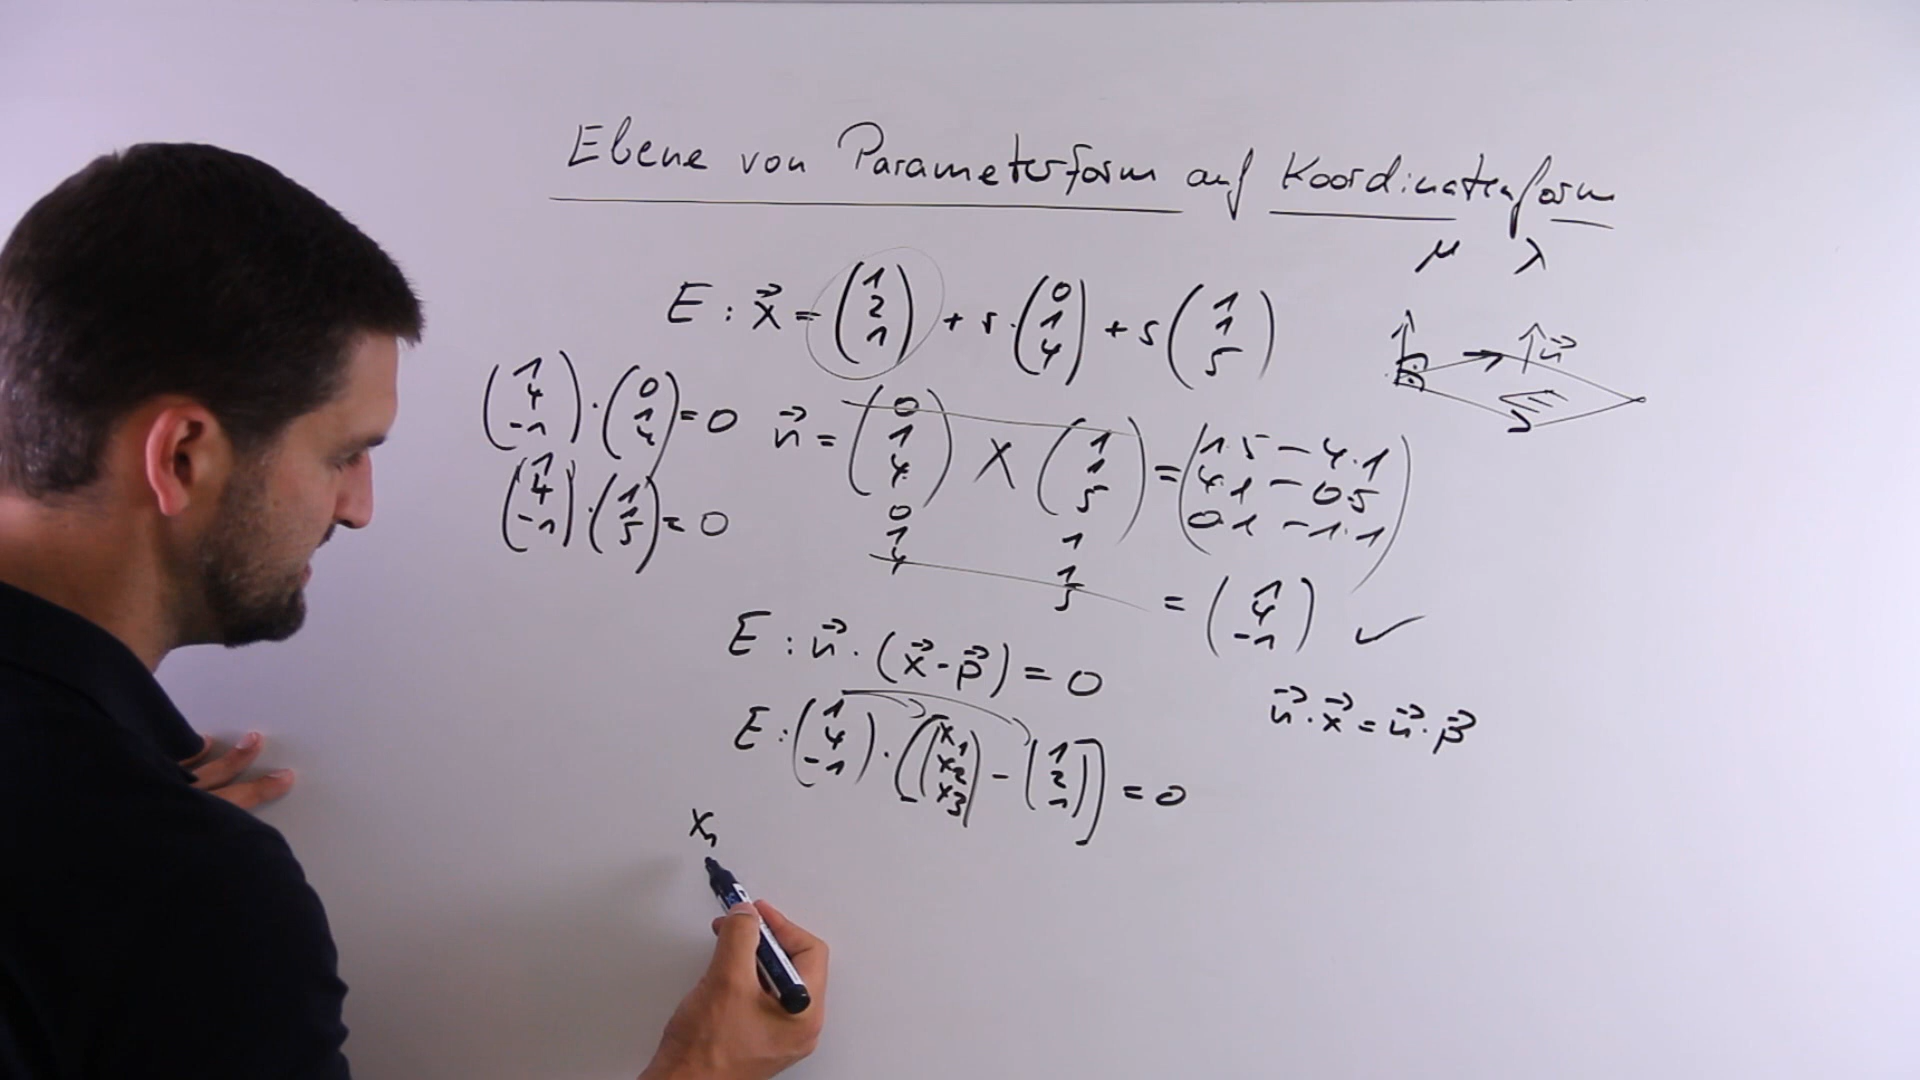 Ebene von Parameterform auf Koordinatenform
μ λ
E : x⃗ = (1 2 1) + r · (0 1 4) + s (1 1 5)
n⃗
(1 4 -1) · (0 1 4) = 0
(1 4 -1) · (1 1 5) = 0
n⃗ = (0 1 4) × (1 1 5) = (1·5 - 4·1 4·1 - 0·5 0·1 - 1·1)
0 1 4 1 1 5
= (1 4 -1) ✓
E : n⃗ · (x⃗ - p⃗) = 0
n⃗ · x⃗ = n⃗ · p⃗
E : (1 4 -1) · [(x₁ x₂ x₃) - (1 2 1)] = 0
x₁